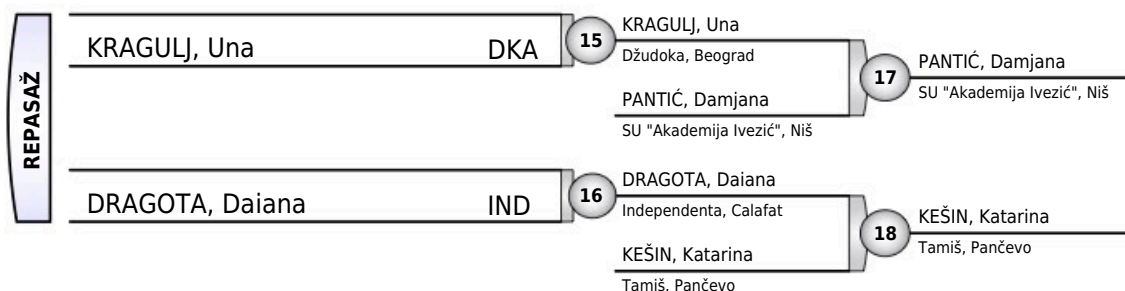 REPASAŽ
KRAGULJ, Una DKA
15
KRAGULJ, Una
Džudoka, Beograd
PANTIĆ, Damjana
SU "Akademija Ivezić", Niš
17
PANTIĆ, Damjana
SU "Akademija Ivezić", Niš
DRAGOTA, Daiana IND
16
DRAGOTA, Daiana
Independenta, Calafat
KEŠIN, Katarina
Tamiš, Pančevo
18
KEŠIN, Katarina
Tamiš, Pančevo